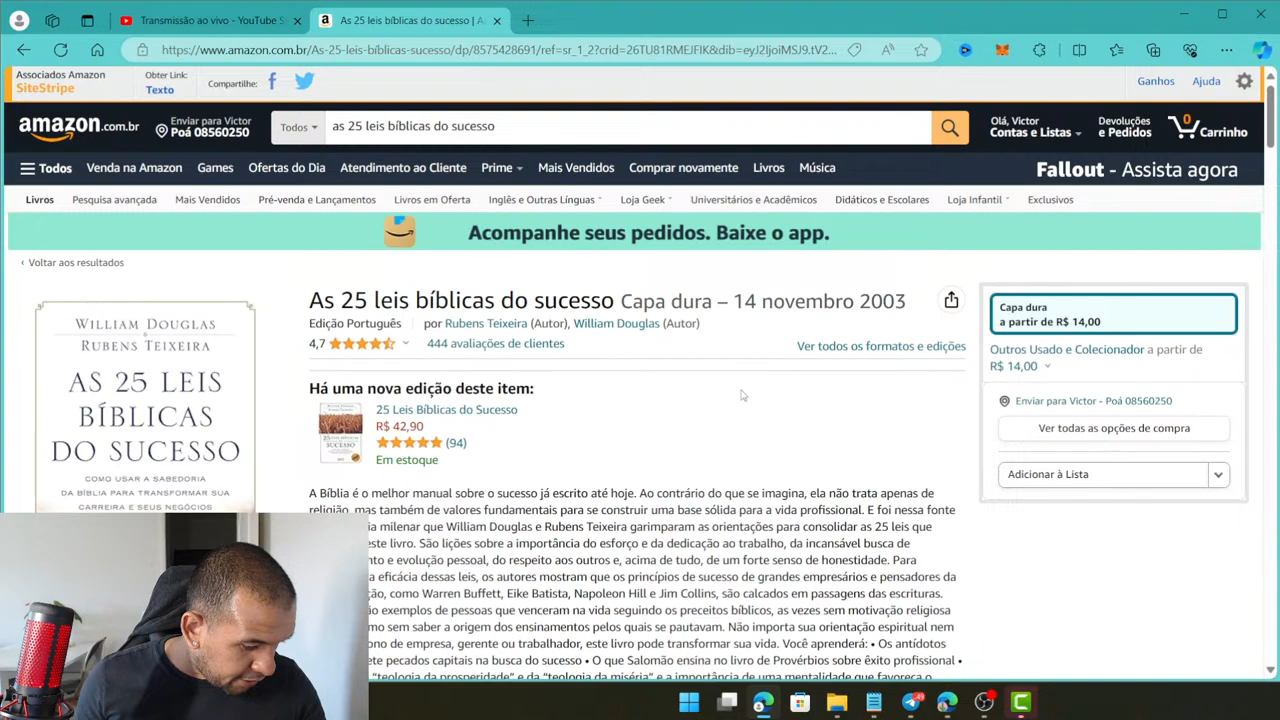 Transmissão ao vivo - YouTube S
As 25 leis bíblicas do sucesso | A
https://www.amazon.com.br/As-25-leis-bíblicas-sucesso/dp/8575428691/ref=sr_1_2?crid=26TU81RMEJFIK&dib=eyJ2IjoiMSJ9.tV2...
Associados Amazon
SiteStripe
Obter Link:
Texto
Compartilhe:
Ganhos
Ajuda
amazon.com.br
Enviar para Victor
Poá 08560250
Todos
as 25 leis bíblicas do sucesso
Olá, Victor
Contas e Listas
Devoluções
e Pedidos
0
Carrinho
Todos
Venda na Amazon
Games
Ofertas do Dia
Atendimento ao Cliente
Prime
Mais Vendidos
Comprar novamente
Livros
Música
Fallout - Assista agora
Livros
Pesquisa avançada
Mais Vendidos
Pré-venda e Lançamentos
Livros em Oferta
Inglês e Outras Línguas
Loja Geek
Universitários e Acadêmicos
Didáticos e Escolares
Loja Infantil
Exclusivos
Acompanhe seus pedidos. Baixe o app.
‹ Voltar aos resultados
WILLIAM DOUGLAS
RUBENS TEIXEIRA
AS 25 LEIS
BÍBLICAS
DO SUCESSO
COMO USAR A SABEDORIA
DA BÍBLIA PARA TRANSFORMAR SUA
CARREIRA E SEUS NEGÓCIOS
As 25 leis bíblicas do sucesso Capa dura – 14 novembro 2003
Edição Português por Rubens Teixeira (Autor), William Douglas (Autor)
4,7
444 avaliações de clientes
Ver todos os formatos e edições
Há uma nova edição deste item:
25 Leis Bíblicas do Sucesso
R$ 42,90
(94)
Em estoque
A Bíblia é o melhor manual sobre o sucesso já escrito até hoje. Ao contrário do que se imagina, ela não trata apenas de
religião, mas também de valores fundamentais para se construir uma base sólida para a vida profissional. E foi nessa fonte
ia milenar que William Douglas e Rubens Teixeira garimparam as orientações para consolidar as 25 leis que
este livro. São lições sobre a importância do esforço e da dedicação ao trabalho, da incansável busca de
nto e evolução pessoal, do respeito aos outros e, acima de tudo, de um forte senso de honestidade. Para
a eficácia dessas leis, os autores mostram que os princípios de sucesso de grandes empresários e pensadores da
ção, como Warren Buffett, Eike Batista, Napoleon Hill e Jim Collins, são calcados em passagens das escrituras.
ão exemplos de pessoas que venceram na vida seguindo os preceitos bíblicos, às vezes sem motivação religiosa
mo sem saber a origem dos ensinamentos pelos quais se pautavam. Não importa sua orientação espiritual nem
ono de empresa, gerente ou trabalhador, este livro pode transformar sua vida. Você aprenderá: • Os antídotos
ete pecados capitais na busca do sucesso • O que Salomão ensina no livro de Provérbios sobre êxito profissional •
"teologia da prosperidade" e da "teologia da miséria" e a importância de uma mentalidade que favoreça o
Capa dura
a partir de R$ 14,00
Outros Usado e Colecionador a partir de
R$ 14,00
Enviar para Victor - Poá 08560250
Ver todas as opções de compra
Adicionar à Lista